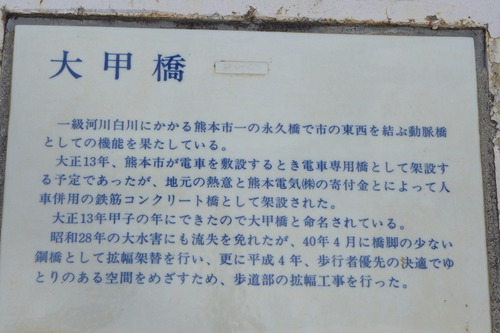 大甲橋
一級河川白川にかかる熊本市一の永久橋で市の東西を結ぶ動脈橋
としての機能を果たしている。
大正13年、熊本市が電車を敷設するとき電車専用橋として架設す
る予定であったが、地元の熱意と熊本電気㈱の寄付金とによって人
車併用の鉄筋コンクリート橋として架設された。
大正13年甲子の年にできたので大甲橋と命名されている。
昭和28年の大水害にも流失を免れたが、40年４月に橋脚の少ない
鋼橋として拡幅架替を行い、更に平成４年、歩行者優先の決適でゆ
とりのある空間をめざすため、歩道部の拡幅工事を行った。